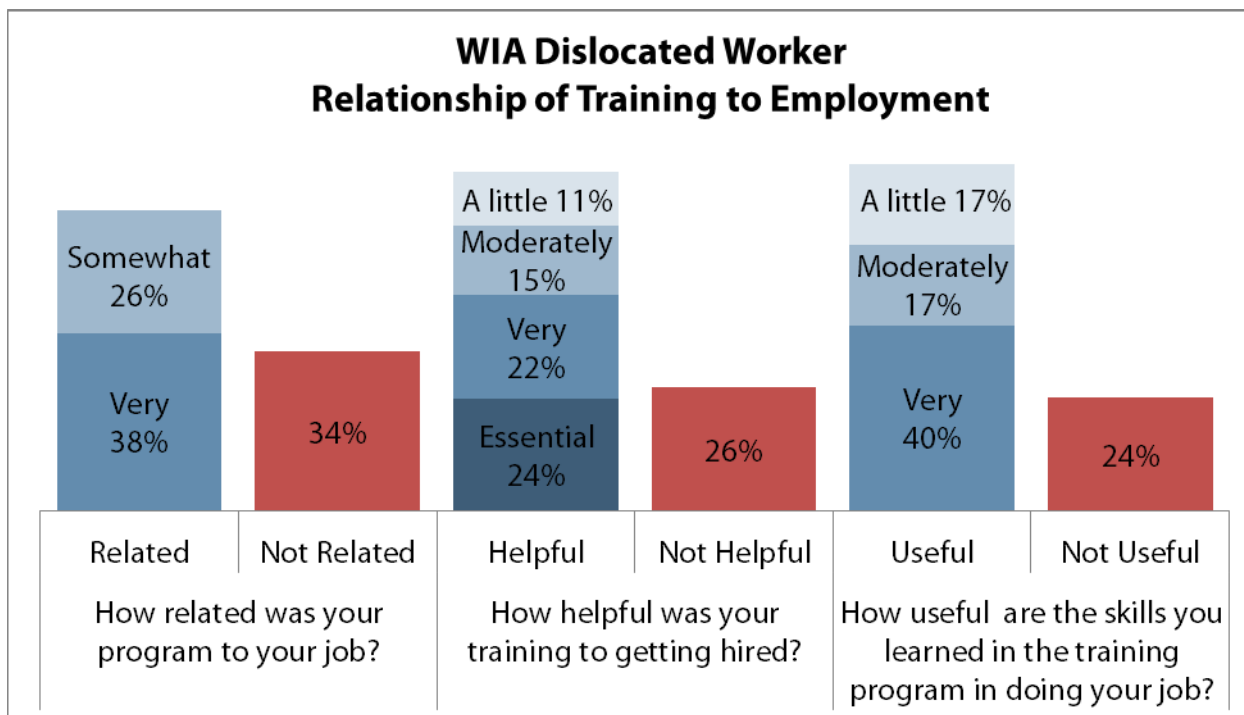 WIA Dislocated Worker
Relationship of Training to Employment
Somewhat
26%
Very
38%
34%
A little 11%
Moderately
15%
Very
22%
Essential
24%
26%
A little 17%
Moderately
17%
Very
40%
24%
Related
Not Related
Helpful
Not Helpful
Useful
Not Useful
How related was your
program to your job?
How helpful was your
training to getting hired?
How useful are the skills you
learned in the training
program in doing your job?